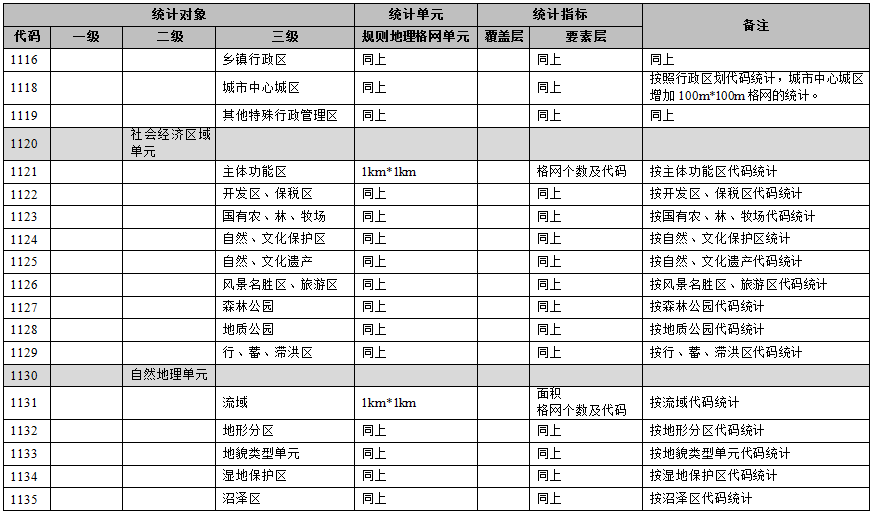 统计对象 统计单元 统计指标 备注
代码 一级 二级 三级 规则地理格网单元 覆盖层 要素层
1116 乡镇行政区 同上 同上 同上
1118 城市中心城区 同上 同上 按照行政区划代码统计，城市中心城区
增加100m*100m格网的统计。
1119 其他特殊行政管理区 同上 同上 同上
1120 社会经济区域
单元
1121 主体功能区 1km*1km 格网个数及代码 按主体功能区代码统计
1122 开发区、保税区 同上 同上 按开发区、保税区代码统计
1123 国有农、林、牧场 同上 同上 按国有农、林、牧场代码统计
1124 自然、文化保护区 同上 同上 按自然、文化保护区统计
1125 自然、文化遗产 同上 同上 按自然、文化遗产代码统计
1126 风景名胜区、旅游区 同上 同上 按风景名胜区、旅游区代码统计
1127 森林公园 同上 同上 按森林公园代码统计
1128 地质公园 同上 同上 按地质公园代码统计
1129 行、蓄、滞洪区 同上 同上 按行、蓄、滞洪区代码统计
1130 自然地理单元
1131 流域 1km*1km 面积
格网个数及代码 按流域代码统计
1132 地形分区 同上 同上 按地形分区代码统计
1133 地貌类型单元 同上 同上 按地貌类型单元代码统计
1134 湿地保护区 同上 同上 按湿地保护区代码统计
1135 沼泽区 同上 同上 按沼泽区代码统计